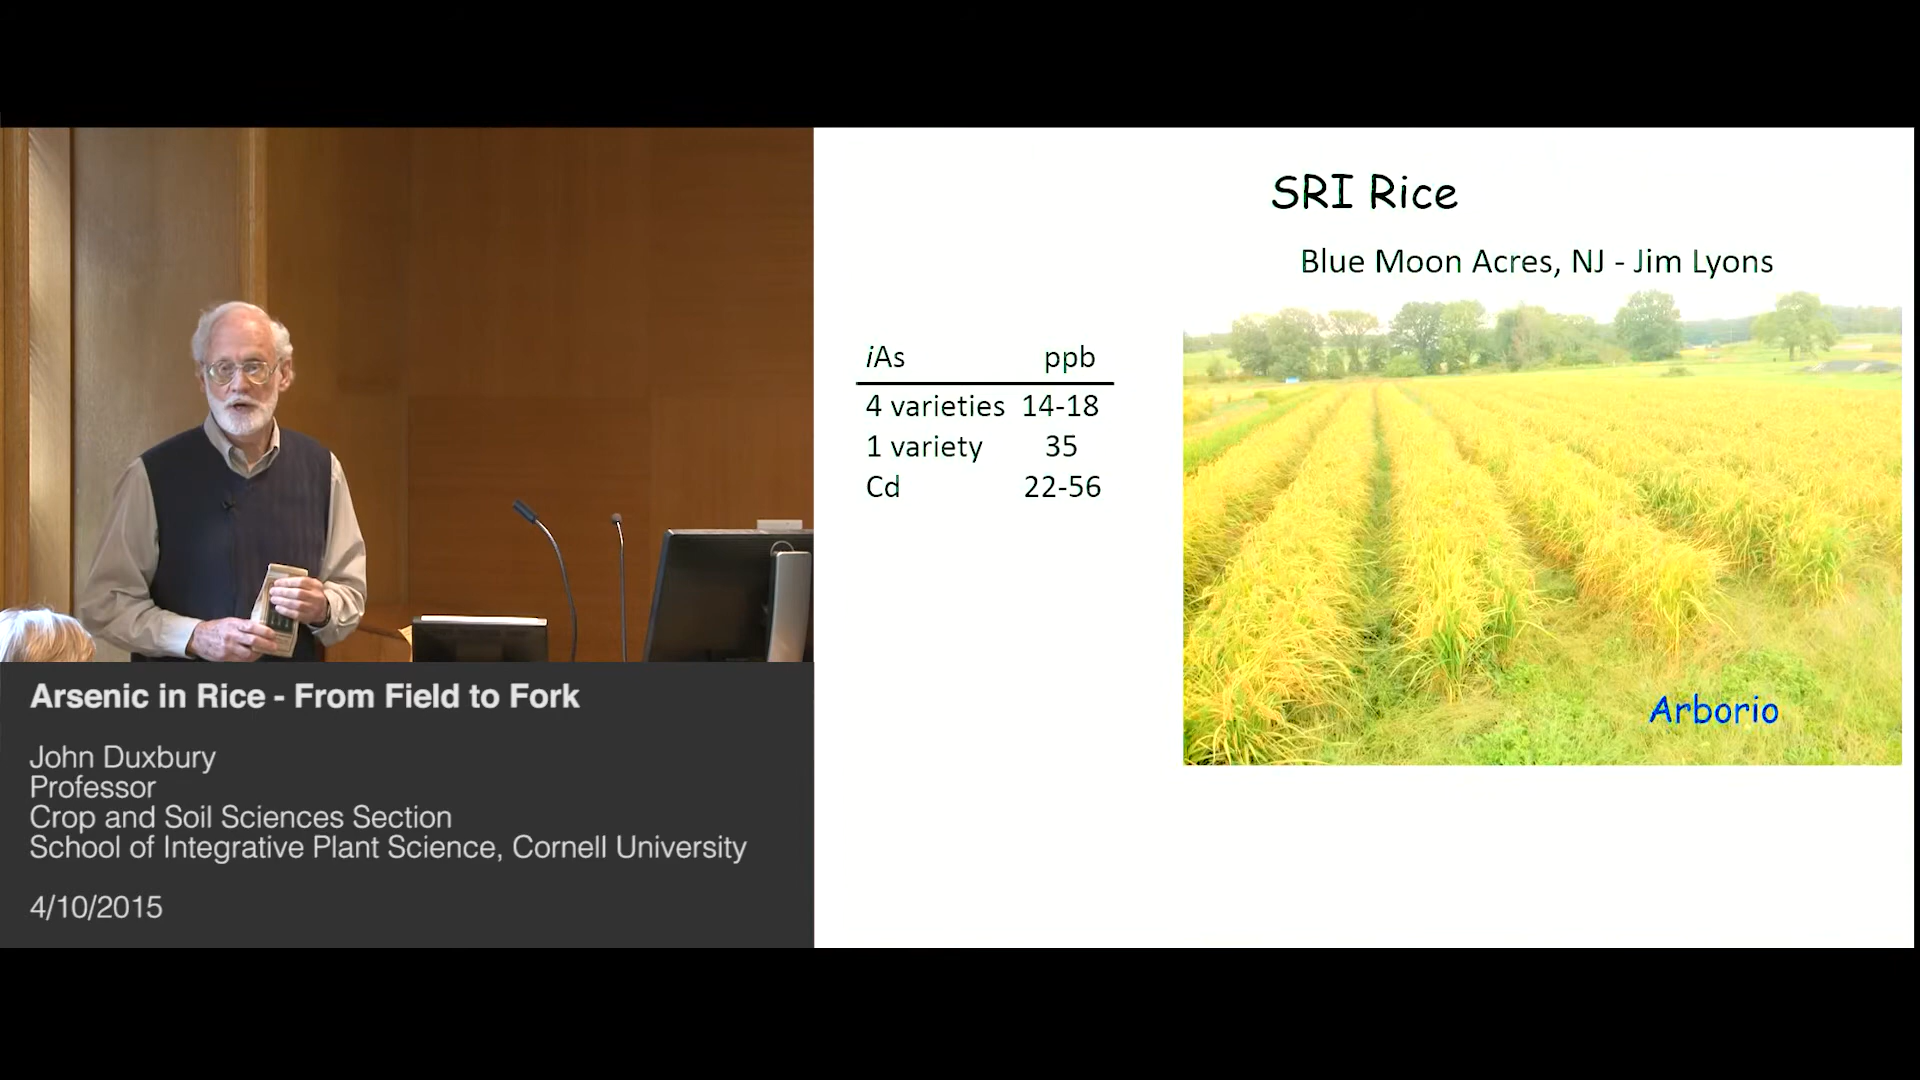 SRI Rice
Blue Moon Acres, NJ - Jim Lyons
iAs ppb
4 varieties 14-18
1 variety 35
Cd 22-56
Arborio
Arsenic in Rice - From Field to Fork
John Duxbury
Professor
Crop and Soil Sciences Section
School of Integrative Plant Science, Cornell University
4/10/2015